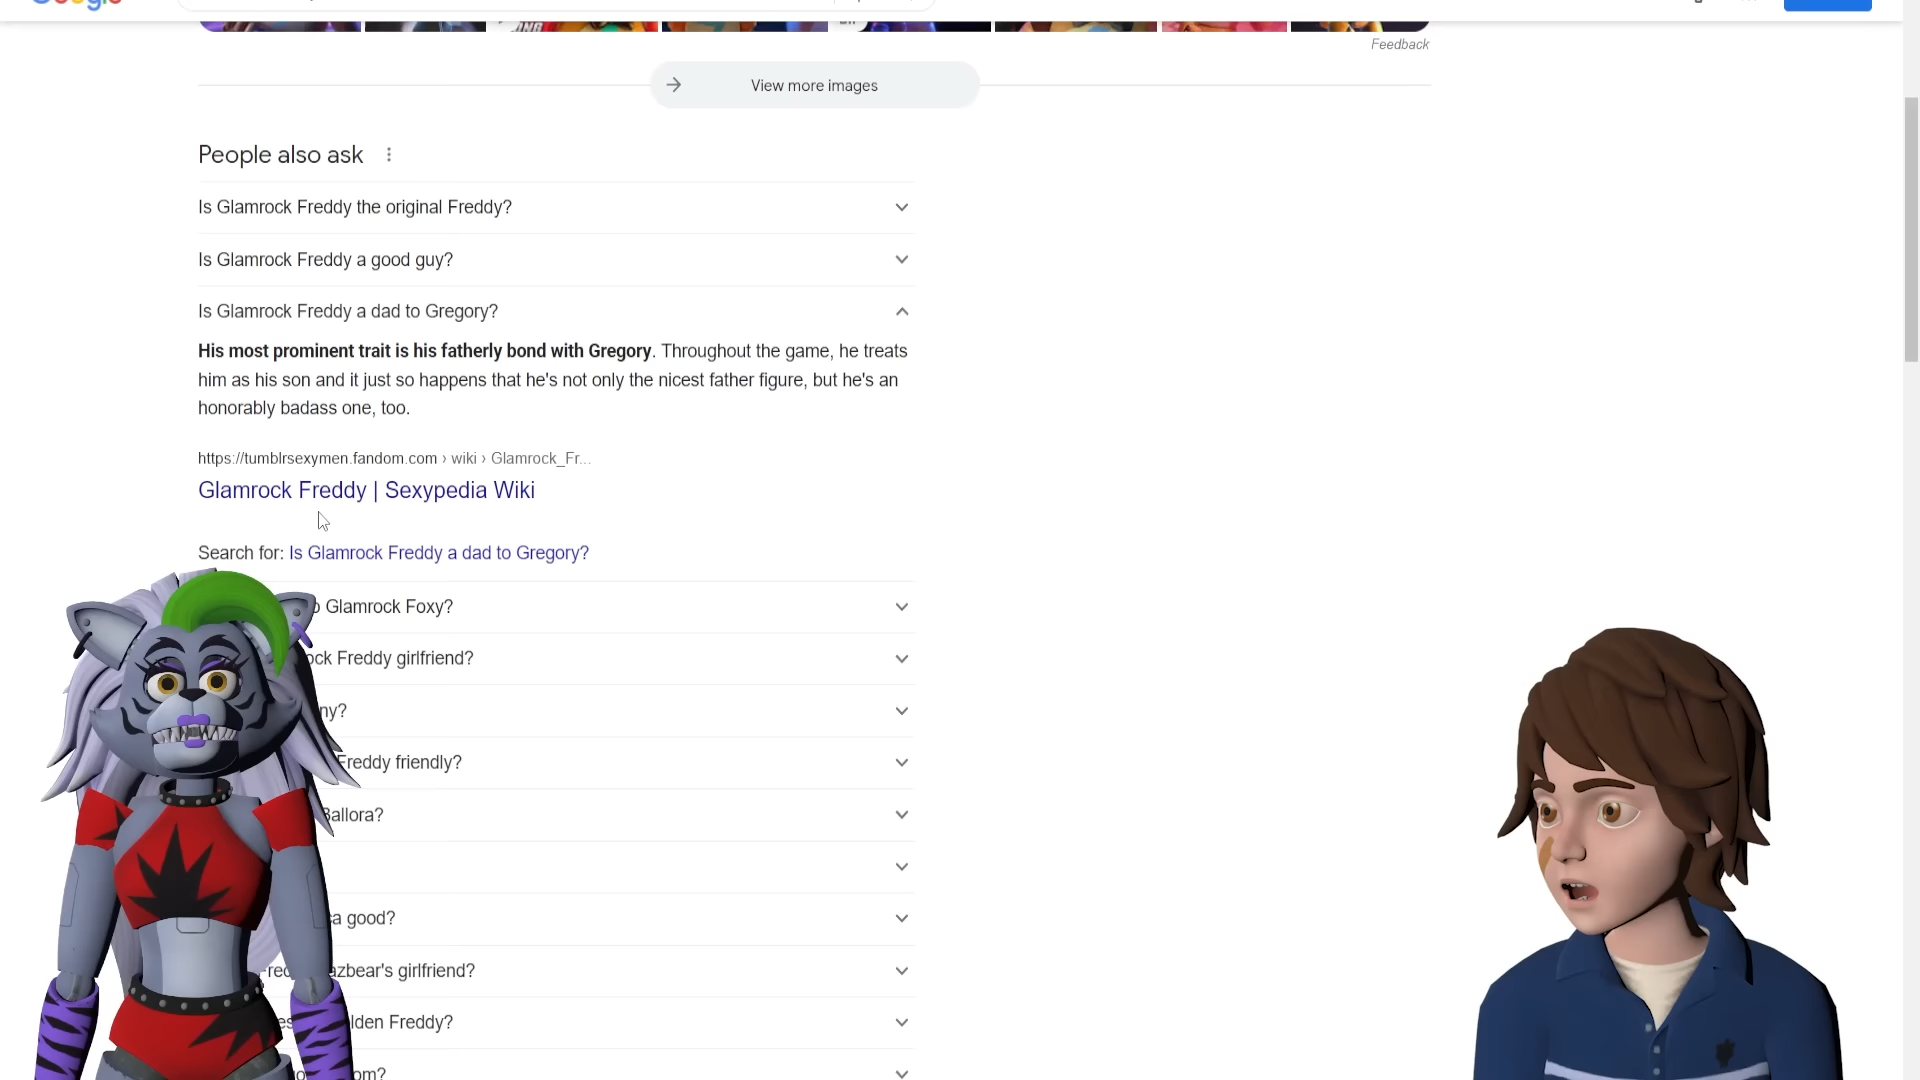 Feedback
View more images
People also ask
Is Glamrock Freddy the original Freddy?
Is Glamrock Freddy a good guy?
Is Glamrock Freddy a dad to Gregory?
His most prominent trait is his fatherly bond with Gregory. Throughout the game, he treats
him as his son and it just so happens that he's not only the nicest father figure, but he's an
honorably badass one, too.
https://tumblrsexymen.fandom.com › wiki › Glamrock_Fr...
Glamrock Freddy | Sexypedia Wiki
Search for: Is Glamrock Freddy a dad to Gregory?
Glamrock Foxy?
Freddy girlfriend?
Freddy friendly?
Ballora?
good?
girlfriend?
Freddy?